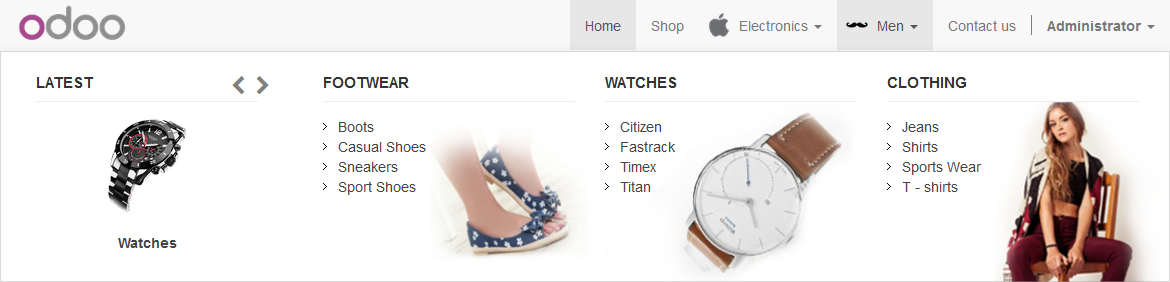 odoo
Home Shop Electronics Men Contact us Administrator
LATEST
Watches
FOOTWEAR
Boots
Casual Shoes
Sneakers
Sport Shoes
WATCHES
Citizen
Fastrack
Timex
Titan
CLOTHING
Jeans
Shirts
Sports Wear
T - shirts